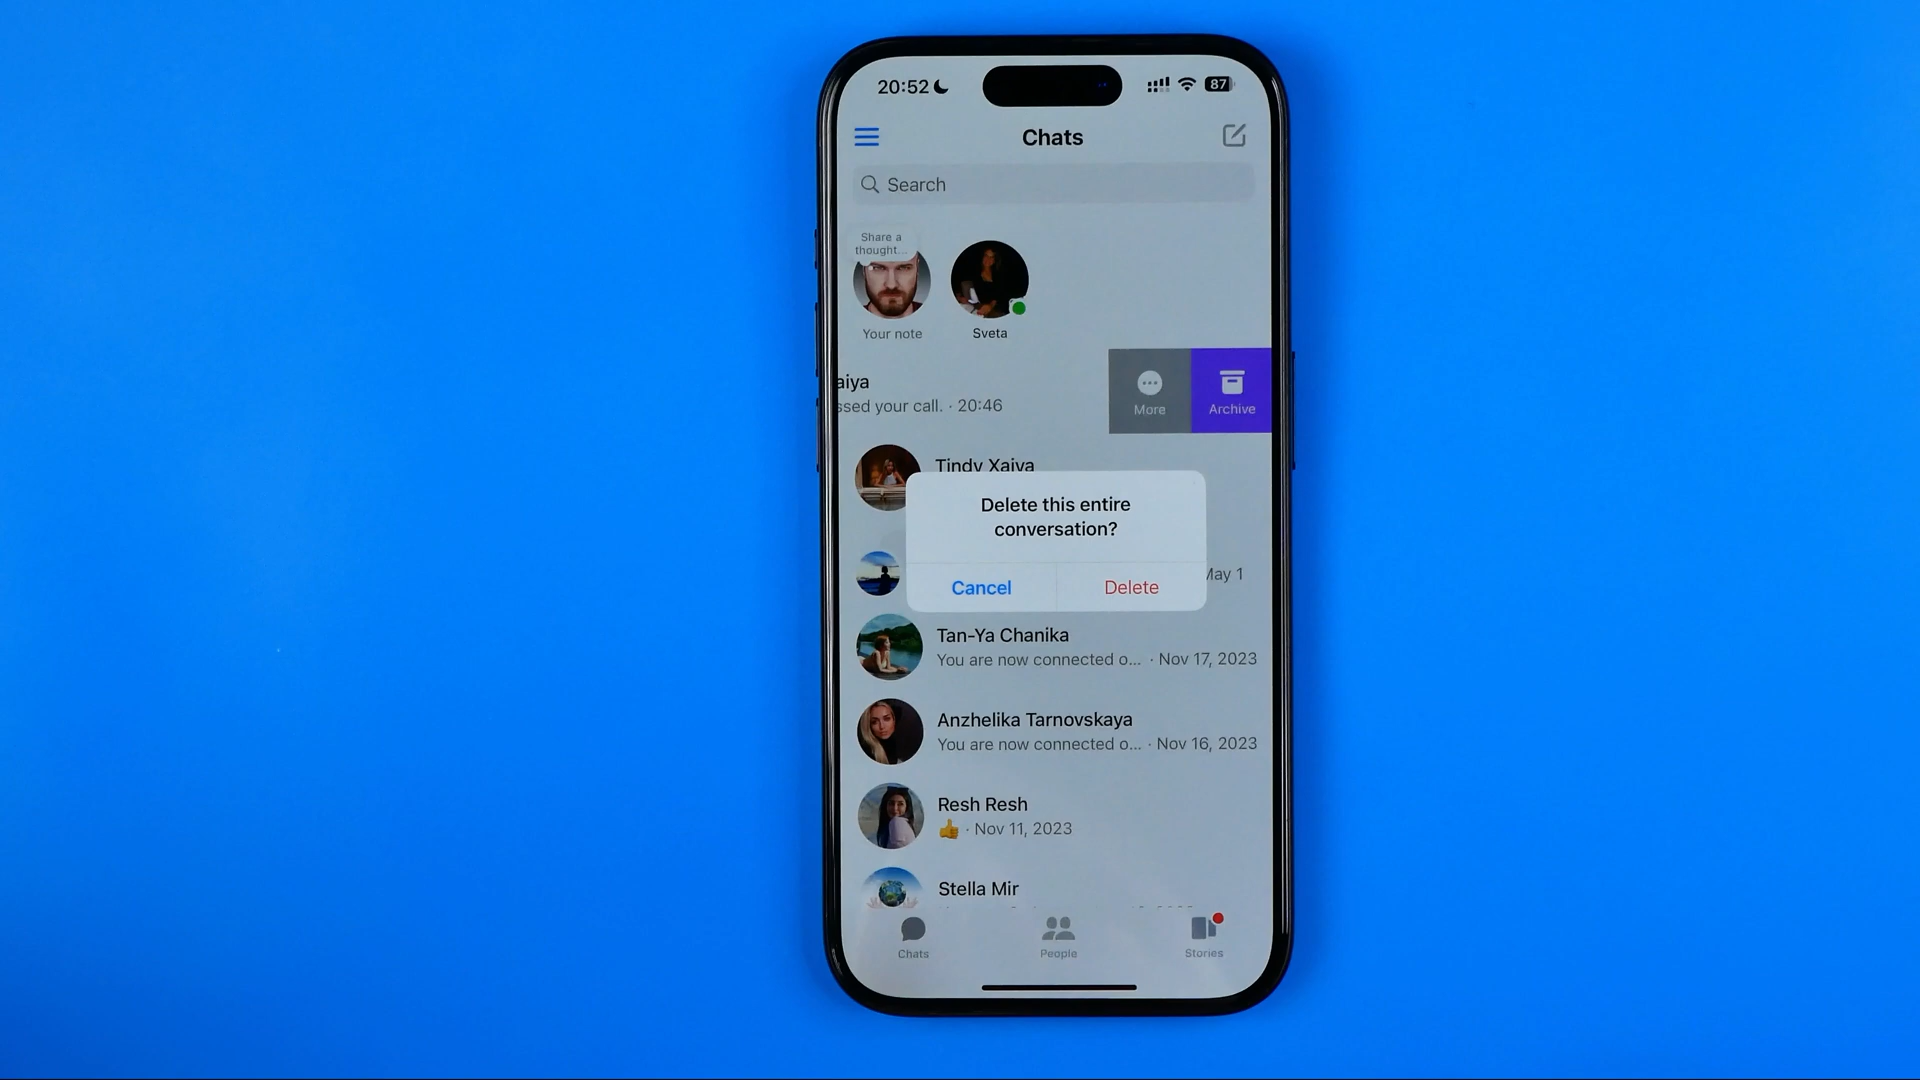 20:52
87
Chats
Search
Share a
thought...
Your note
Sveta
aiya
ssed your call. · 20:46
More
Archive
Tindy Xaiya
Delete this entire
conversation?
Cancel
Delete
May 1
Tan-Ya Chanika
You are now connected o... · Nov 17, 2023
Anzhelika Tarnovskaya
You are now connected o... · Nov 16, 2023
Resh Resh
👍 · Nov 11, 2023
Stella Mir
Chats
People
Stories